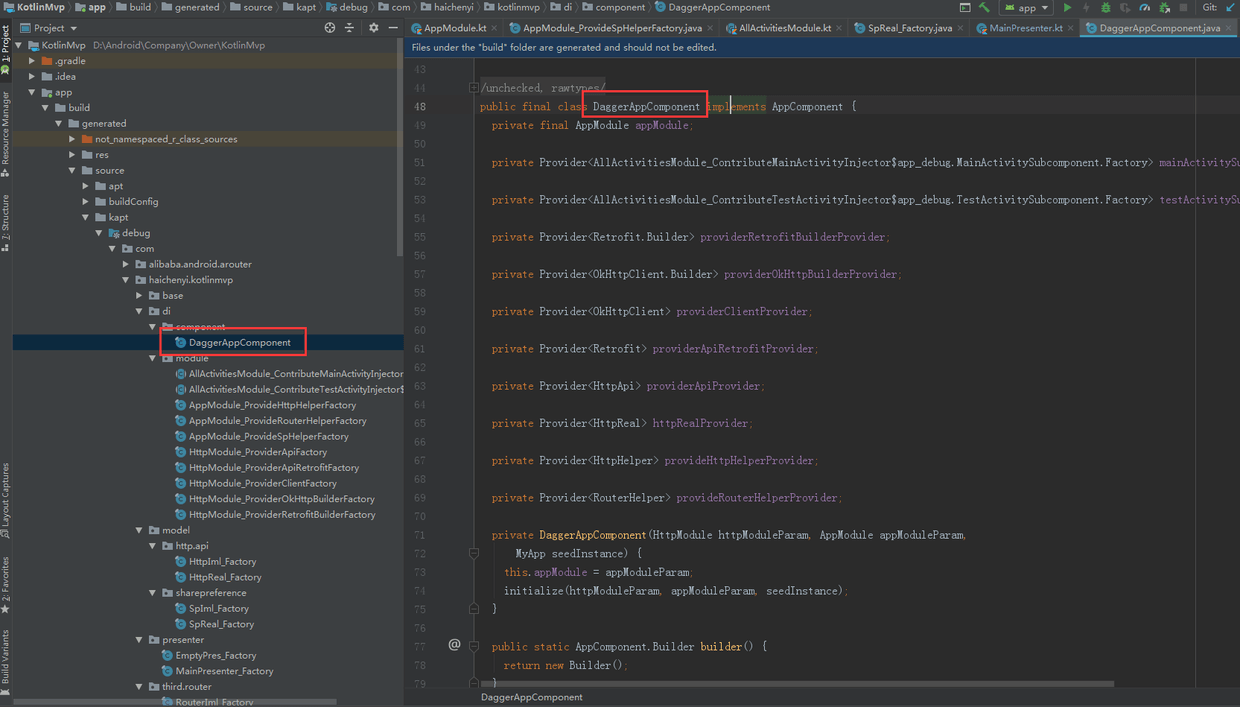 KotlinMvp app build generated source kapt debug com haichenyi kotlinmvp di component DaggerAppComponent app Git:
Project
AppModule.kt AppModule_ProvideSpHelperFactory.java AllActivitiesModule.kt SpReal_Factory.java MainPresenter.kt DaggerAppComponent.java
Files under the "build" folder are generated and should not be edited.
1: Project
Resource Manager
Z: Structure
Layout Captures
2: Favorites
Build Variants
KotlinMvp D:\Android\Company\Owner\KotlinMvp
.gradle
.idea
app
build
generated
not_namespaced_r_class_sources
res
source
apt
buildConfig
kapt
debug
com
alibaba.android.arouter
haichenyi.kotlinmvp
base
di
component
DaggerAppComponent
module
AllActivitiesModule_ContributeMainActivityInjector
AllActivitiesModule_ContributeTestActivityInjector$
AppModule_ProvideHttpHelperFactory
AppModule_ProvideRouterHelperFactory
AppModule_ProvideSpHelperFactory
HttpModule_ProviderApiFactory
HttpModule_ProviderApiRetrofitFactory
HttpModule_ProviderClientFactory
HttpModule_ProviderOkHttpBuilderFactory
HttpModule_ProviderRetrofitBuilderFactory
model
http.api
HttpIml_Factory
HttpReal_Factory
sharepreference
SpIml_Factory
SpReal_Factory
presenter
EmptyPres_Factory
MainPresenter_Factory
third.router
RouterIml_Factory
43
44 /unchecked, rawtypes/
48 public final class DaggerAppComponent implements AppComponent {
49 private final AppModule appModule;
50
51 private Provider<AllActivitiesModule_ContributeMainActivityInjector$app_debug.MainActivitySubcomponent.Factory> mainActivitySu
52
53 private Provider<AllActivitiesModule_ContributeTestActivityInjector$app_debug.TestActivitySubcomponent.Factory> testActivitySu
54
55 private Provider<Retrofit.Builder> providerRetrofitBuilderProvider;
56
57 private Provider<OkHttpClient.Builder> providerOkHttpBuilderProvider;
58
59 private Provider<OkHttpClient> providerClientProvider;
60
61 private Provider<Retrofit> providerApiRetrofitProvider;
62
63 private Provider<HttpApi> providerApiProvider;
64
65 private Provider<HttpReal> httpRealProvider;
66
67 private Provider<HttpHelper> provideHttpHelperProvider;
68
69 private Provider<RouterHelper> provideRouterHelperProvider;
70
71 private DaggerAppComponent(HttpModule httpModuleParam, AppModule appModuleParam,
72 MyApp seedInstance) {
73 this.appModule = appModuleParam;
74 initialize(httpModuleParam, appModuleParam, seedInstance);
75 }
76
77 @ public static AppComponent.Builder builder() {
78 return new Builder();
79 }
DaggerAppComponent